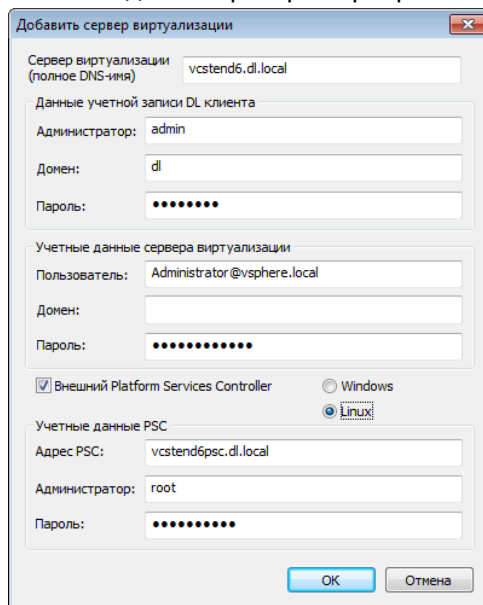 Добавить сервер виртуализации
Сервер виртуализации
(полное DNS-имя)
vcstend6.dl.local
Данные учетной записи DL клиента
Администратор: admin
Домен: dl
Пароль: ••••••••
Учетные данные сервера виртуализации
Пользователь: Administrator@vsphere.local
Домен:
Пароль: ••••••••••••
Внешний Platform Services Controller Windows
Linux
Учетные данные PSC
Адрес PSC: vcstend6psc.dl.local
Администратор: root
Пароль: ••••••••••
OK Отмена